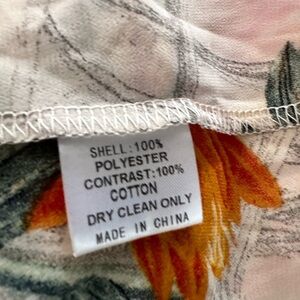 SHELL:100%
POLYESTER
CONTRAST:100%
COTTON
DRY CLEAN ONLY
MADE IN CHINA